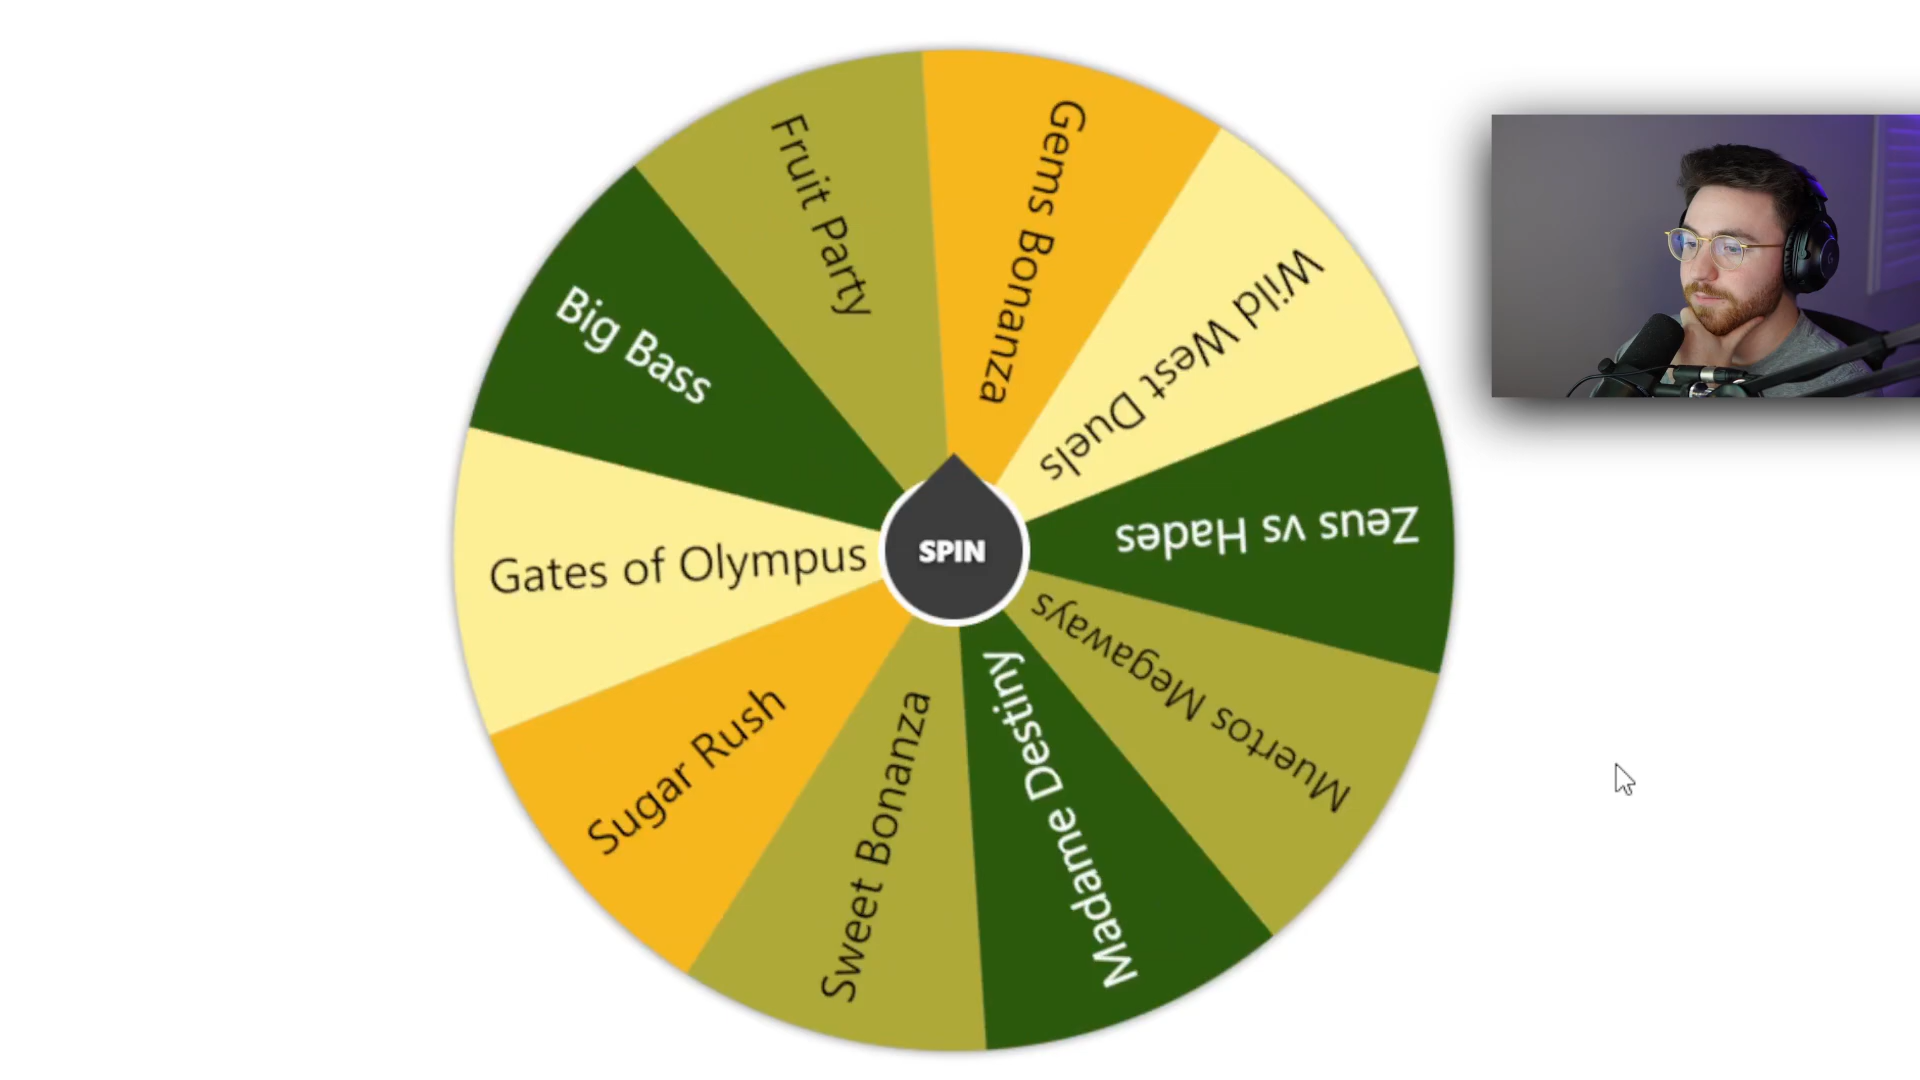 Gems Bonanza
Wild West Duels
Zeus vs Hades
Muertos Megaways
Madame Destiny
Sweet Bonanza
Sugar Rush
Gates of Olympus
Big Bass
Fruit Party
SPIN